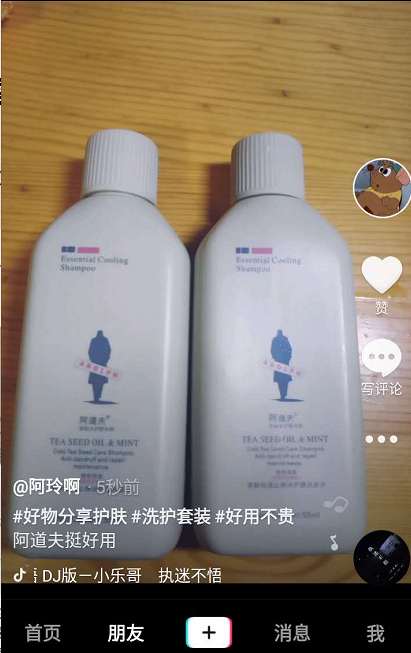 Essential Cooling
Shampoo
ADOLPH
阿道夫®
TEA SEED OIL & MINT
Cold Tea Seed Care Shampoo
Anti-dandruff and repair
maintenance
Essential Cooling
Shampoo
ADOLPH
阿道夫®
TEA SEED OIL & MINT
Cold Tea Seed Care Shampoo
Anti-dandruff and repair
55ml
赞
写评论
@阿玲啊 · 5秒前
#好物分享护肤 #洗护套装 #好用不贵
阿道夫挺好用
DJ版－小乐哥 执迷不悟
首页 朋友 + 消息 我